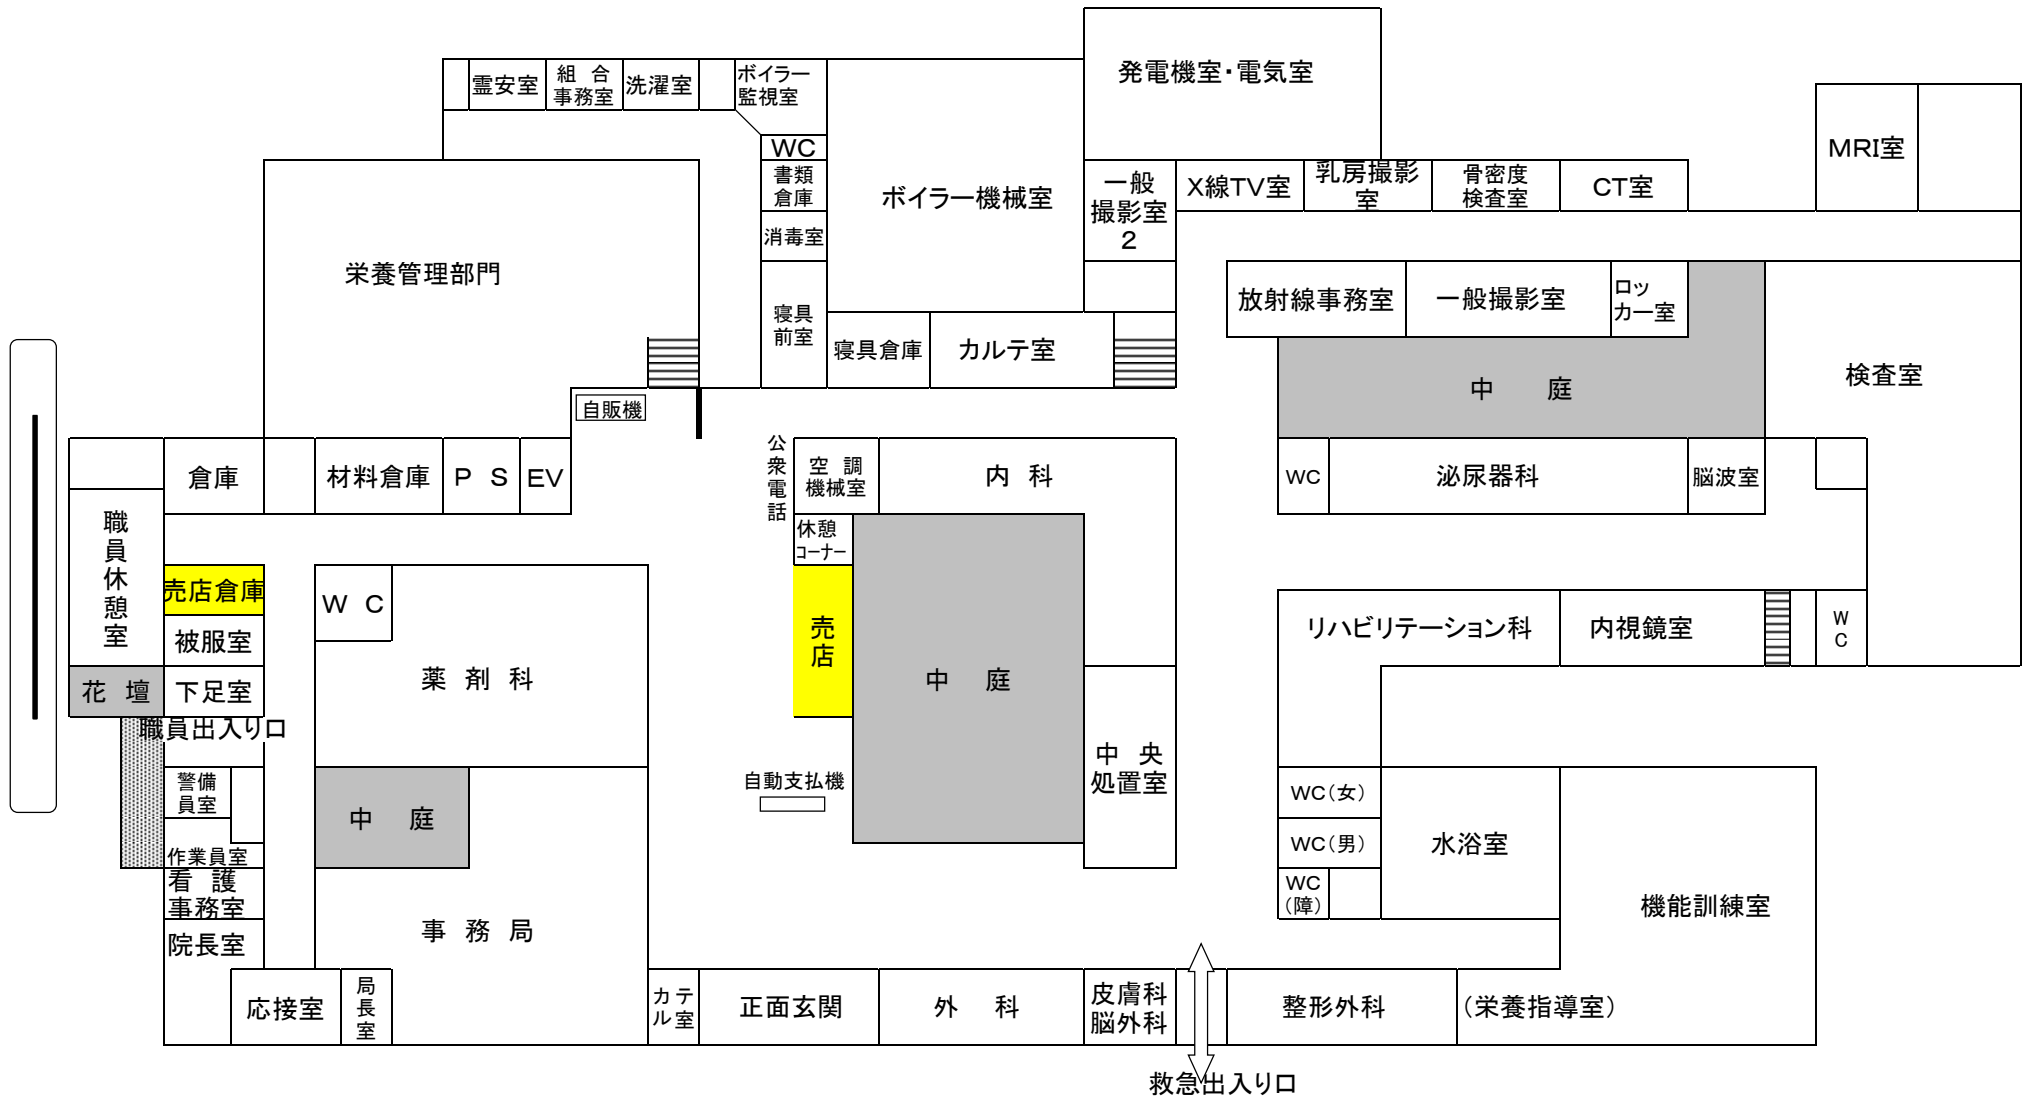 発電機室・電気室
霊安室
組 合
事務室
洗濯室
ボイラー
監視室
MRI室
WC
書類
倉庫
消毒室
寝具
前室
ボイラー機械室
一般
撮影室
2
X線TV室
乳房撮影
室
骨密度
検査室
CT室
栄養管理部門
放射線事務室
一般撮影室
ロッ
カー室
寝具倉庫
カルテ室
中 庭
検査室
自販機
倉庫
材料倉庫
P S
EV
公
衆
電
話
空 調
機械室
内 科
WC
泌尿器科
脳波室
職
員
休
憩
室
休憩
コーナー
売店倉庫
被服室
下足室
花 壇
W C
薬 剤 科
売
店
中 庭
リハビリテーション科
内視鏡室
W
C
職員出入り口
警備
員室
作業員室
看 護
事務室
院長室
中 庭
自動支払機
中 央
処置室
WC(女)
WC(男)
WC
(障)
水浴室
機能訓練室
事 務 局
応接室
局
長
室
カテ
ル室
正面玄関
外 科
皮膚科
脳外科
整形外科
(栄養指導室)
救急出入り口